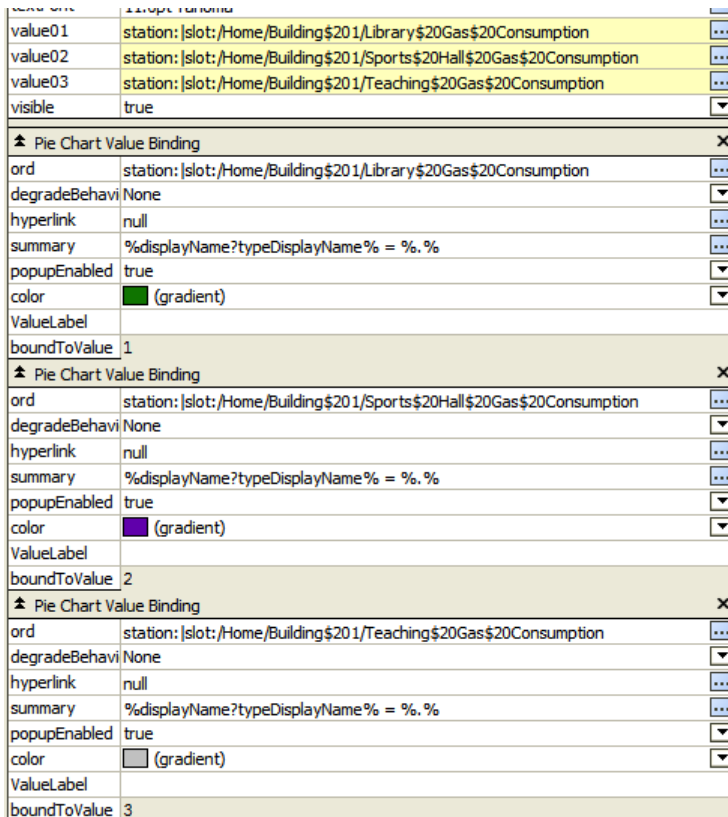 value01 station:|slot:/Home/Building$201/Library$20Gas$20Consumption ...
value02 station:|slot:/Home/Building$201/Sports$20Hall$20Gas$20Consumption ...
value03 station:|slot:/Home/Building$201/Teaching$20Gas$20Consumption ...
visible true
Pie Chart Value Binding
ord station:|slot:/Home/Building$201/Library$20Gas$20Consumption ...
degradeBehavi None
hyperlink null ...
summary %displayName?typeDisplayName% = %.% ...
popupEnabled true
color (gradient)
ValueLabel
boundToValue 1
Pie Chart Value Binding
ord station:|slot:/Home/Building$201/Sports$20Hall$20Gas$20Consumption ...
degradeBehavi None
hyperlink null ...
summary %displayName?typeDisplayName% = %.% ...
popupEnabled true
color (gradient)
ValueLabel
boundToValue 2
Pie Chart Value Binding
ord station:|slot:/Home/Building$201/Teaching$20Gas$20Consumption ...
degradeBehavi None
hyperlink null ...
summary %displayName?typeDisplayName% = %.% ...
popupEnabled true
color (gradient)
ValueLabel
boundToValue 3